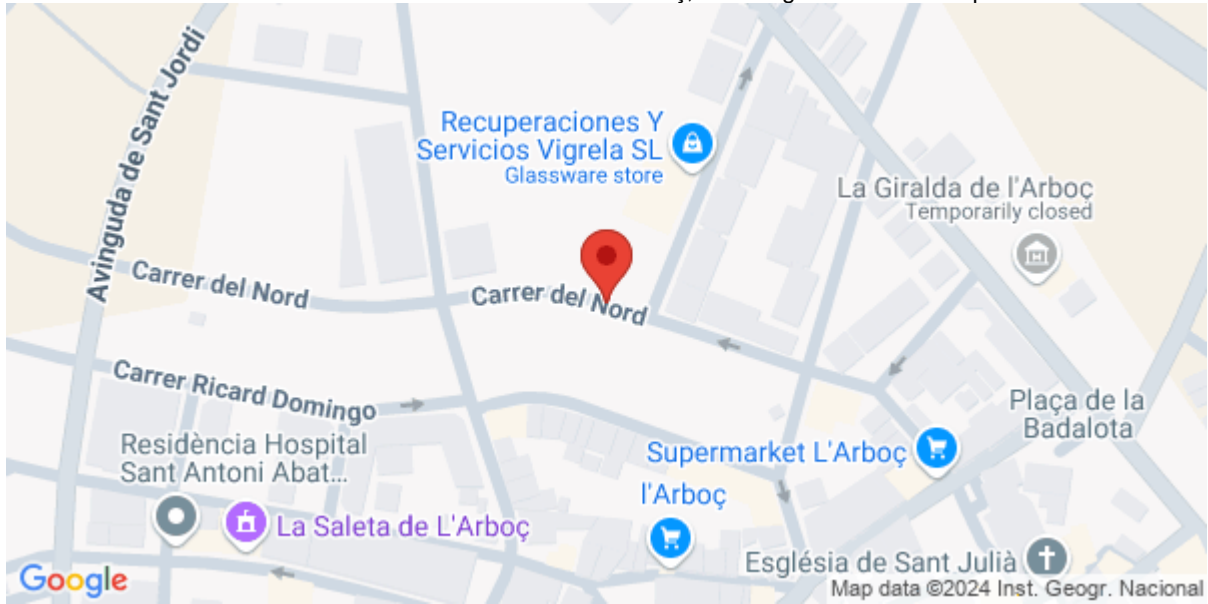 Avinguda de Sant Jordi
Recuperaciones Y
Servicios Vigrela SL
Glassware store
La Giralda de l'Arboç
Temporarily closed
Carrer del Nord
Carrer del Nord
Carrer Ricard Domingo
Plaça de la
Badalota
Residència Hospital
Sant Antoni Abat...
Supermarket L'Arboç
l'Arboç
La Saleta de L'Arboç
Església de Sant Julià
Google
Map data ©2024 Inst. Geogr. Nacional